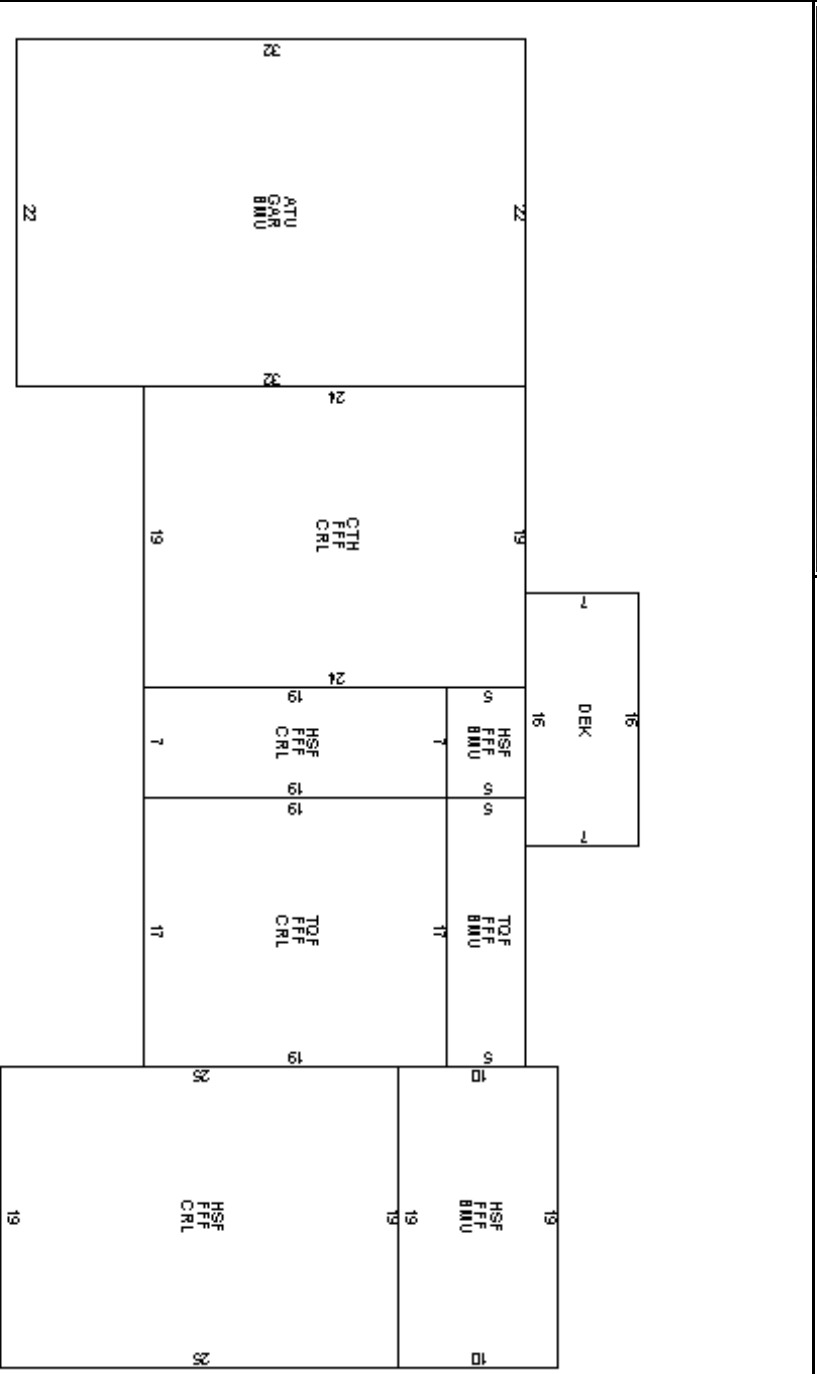 32
22
ATU
GAR
BMU
22
32
24
19
CTH
FFF
CRL
19
24
7
16
DEK
16
7
19
7
HSF
FFF
CRL
7
19
5
HSF
FFF
BMU
5
19
17
TQF
FFF
CRL
17
19
5
TQF
FFF
BMU
5
25
19
HSF
FFF
CRL
19
25
10
19
HSF
FFF
BMU
19
10